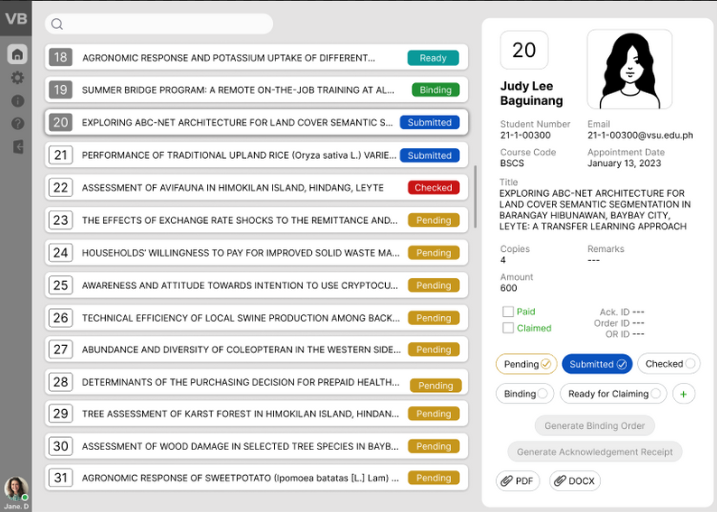 VB
18 AGRONOMIC RESPONSE AND POTASSIUM UPTAKE OF DIFFERENT... Ready
19 SUMMER BRIDGE PROGRAM: A REMOTE ON-THE-JOB TRAINING AT AL... Binding
20 EXPLORING ABC-NET ARCHITECTURE FOR LAND COVER SEMANTIC S... Submitted
21 PERFORMANCE OF TRADITIONAL UPLAND RICE (Oryza sativa L.) VARIE... Submitted
22 ASSESSMENT OF AVIFAUNA IN HIMOKILAN ISLAND, HINDANG, LEYTE Checked
23 THE EFFECTS OF EXCHANGE RATE SHOCKS TO THE REMITTANCE AND... Pending
24 HOUSEHOLDS' WILLINGNESS TO PAY FOR IMPROVED SOLID WASTE MA... Pending
25 AWARENESS AND ATTITUDE TOWARDS INTENTION TO USE CRYPTOCU... Pending
26 TECHNICAL EFFICIENCY OF LOCAL SWINE PRODUCTION AMONG BACK... Pending
27 ABUNDANCE AND DIVERSITY OF COLEOPTERAN IN THE WESTERN SIDE... Pending
28 DETERMINANTS OF THE PURCHASING DECISION FOR PREPAID HEALTH... Pending
29 TREE ASSESSMENT OF KARST FOREST IN HIMOKILAN ISLAND, HINDAN... Pending
30 ASSESSMENT OF WOOD DAMAGE IN SELECTED TREE SPECIES IN BAYB... Pending
31 AGRONOMIC RESPONSE OF SWEETPOTATO (Ipomoea batatas [L.] Lam) ... Pending
Jane. D
20
Judy Lee
Baguinang
Student Number Email
21-1-00300 21-1-00300@vsu.edu.ph
Course Code Appointment Date
BSCS January 13, 2023
Title
EXPLORING ABC-NET ARCHITECTURE FOR
LAND COVER SEMANTIC SEGMENTATION IN
BARANGAY HIBUNAWAN, BAYBAY CITY,
LEYTE: A TRANSFER LEARNING APPROACH
Copies Remarks
4 ---
Amount
600
Paid Ack. ID ---
Claimed Order ID ---
OR ID ---
Pending Submitted Checked
Binding Ready for Claiming +
Generate Binding Order
Generate Acknowledgement Receipt
PDF DOCX